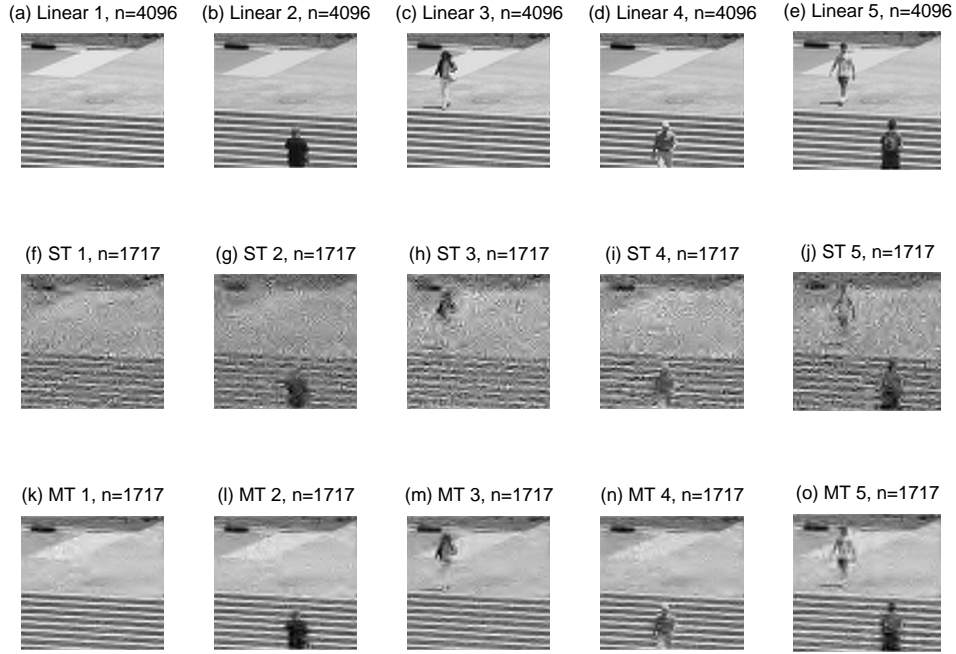 (a) Linear 1, n=4096
(b) Linear 2, n=4096
(c) Linear 3, n=4096
(d) Linear 4, n=4096
(e) Linear 5, n=4096
(f) ST 1, n=1717
(g) ST 2, n=1717
(h) ST 3, n=1717
(i) ST 4, n=1717
(j) ST 5, n=1717
(k) MT 1, n=1717
(l) MT 2, n=1717
(m) MT 3, n=1717
(n) MT 4, n=1717
(o) MT 5, n=1717